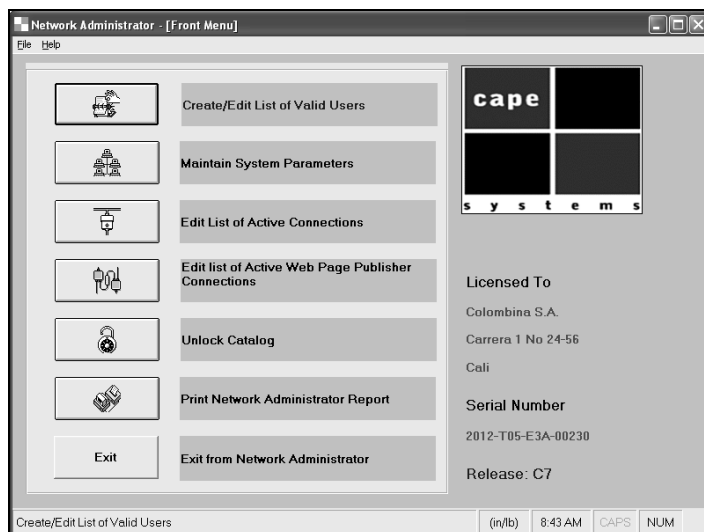 Network Administrator - [Front Menu]
File Help
Create/Edit List of Valid Users
Maintain System Parameters
Edit List of Active Connections
Edit list of Active Web Page Publisher
Connections
Unlock Catalog
Print Network Administrator Report
Exit
Exit from Network Administrator
cape
systems
Licensed To
Colombina S.A.
Carrera 1 No 24-56
Cali
Serial Number
2012-T05-E3A-00230
Release: C7
Create/Edit List of Valid Users
(in/lb)
8:43 AM
CAPS
NUM